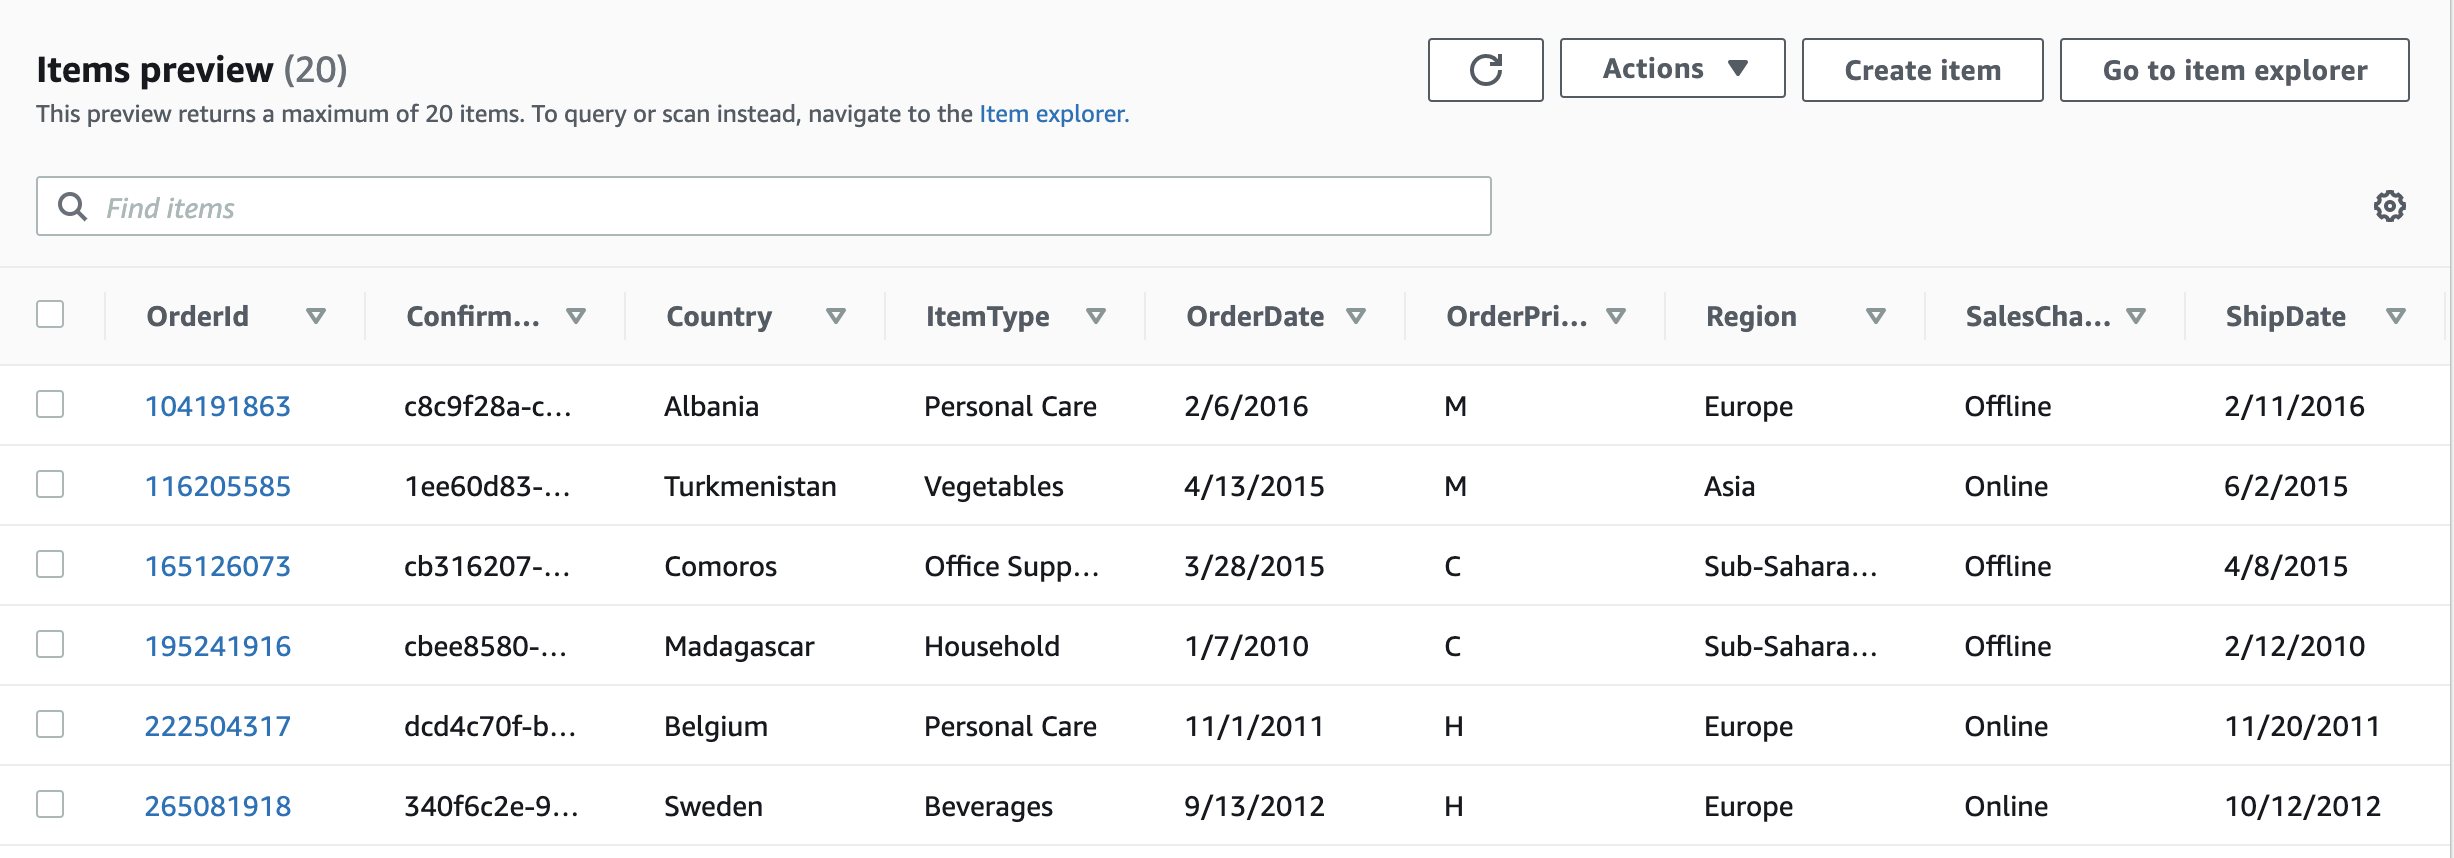 Items preview (20)
This preview returns a maximum of 20 items. To query or scan instead, navigate to the Item explorer.
Actions
Create item
Go to item explorer
Find items
OrderId Confirm... Country ItemType OrderDate OrderPri... Region SalesCha... ShipDate
104191863 c8c9f28a-c... Albania Personal Care 2/6/2016 M Europe Offline 2/11/2016
116205585 1ee60d83-... Turkmenistan Vegetables 4/13/2015 M Asia Online 6/2/2015
165126073 cb316207-... Comoros Office Supp... 3/28/2015 C Sub-Sahara... Offline 4/8/2015
195241916 cbee8580-... Madagascar Household 1/7/2010 C Sub-Sahara... Offline 2/12/2010
222504317 dcd4c70f-b... Belgium Personal Care 11/1/2011 H Europe Online 11/20/2011
265081918 340f6c2e-9... Sweden Beverages 9/13/2012 H Europe Online 10/12/2012